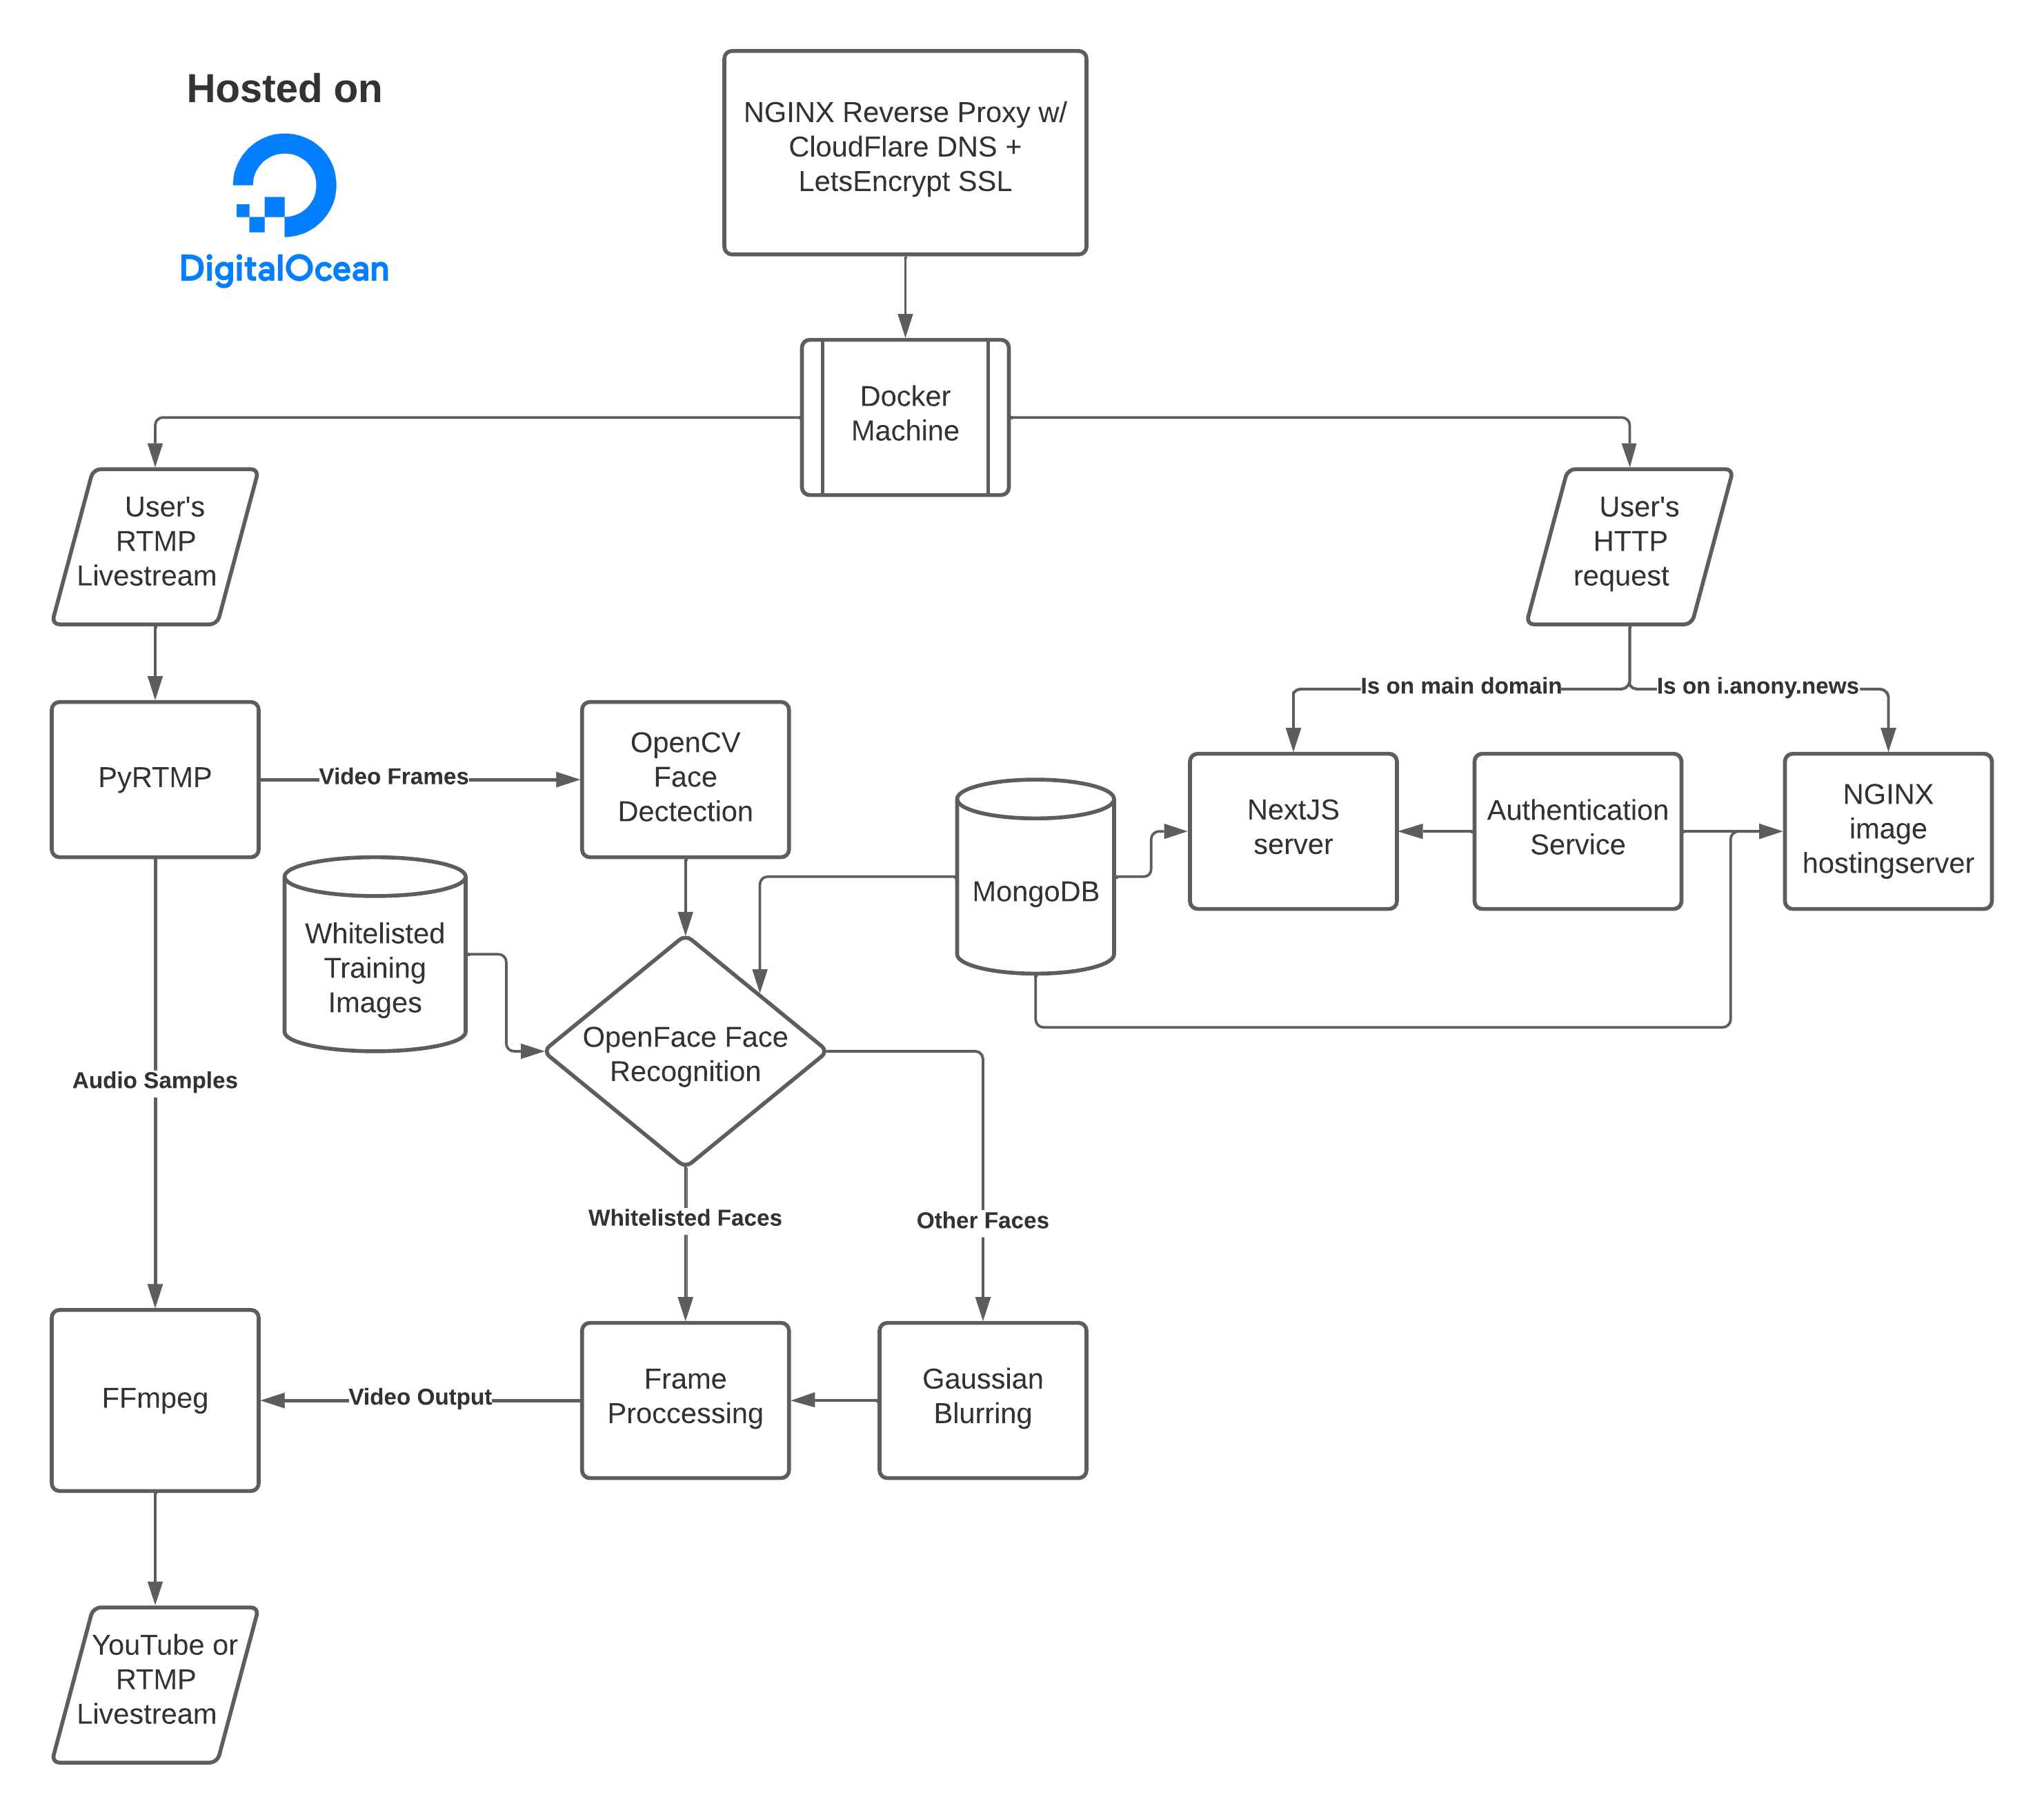 Hosted on
DigitalOcean
NGINX Reverse Proxy w/
CloudFlare DNS +
LetsEncrypt SSL
Docker
Machine
User's
RTMP
Livestream
User's
HTTP
request
Is on main domain
Is on i.anony.news
PyRTMP
Video Frames
OpenCV
Face
Dectection
MongoDB
NextJS
server
Authentication
Service
NGINX
image
hostingserver
Whitelisted
Training
Images
OpenFace Face
Recognition
Audio Samples
Whitelisted Faces
Other Faces
FFmpeg
Video Output
Frame
Proccessing
Gaussian
Blurring
YouTube or
RTMP
Livestream